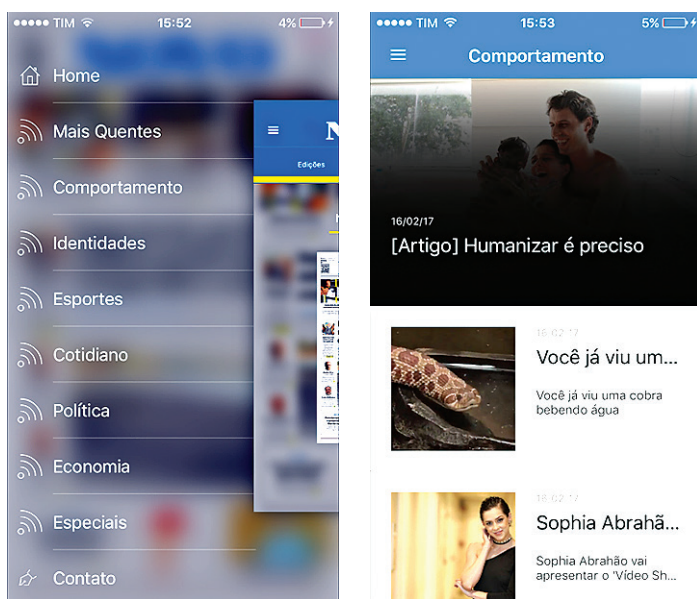 TIM 15:52 4%
Home
Mais Quentes
Comportamento
Identidades
Esportes
Cotidiano
Política
Economia
Especiais
Contato
N
Edições
TIM 15:53 5%
Comportamento
16/02/17
[Artigo] Humanizar é preciso
16-02-17
Você já viu um...
Você já viu uma cobra
bebendo água
16-02-17
Sophia Abrahã...
Sophia Abrahão vai
apresentar o 'Vídeo Sh...